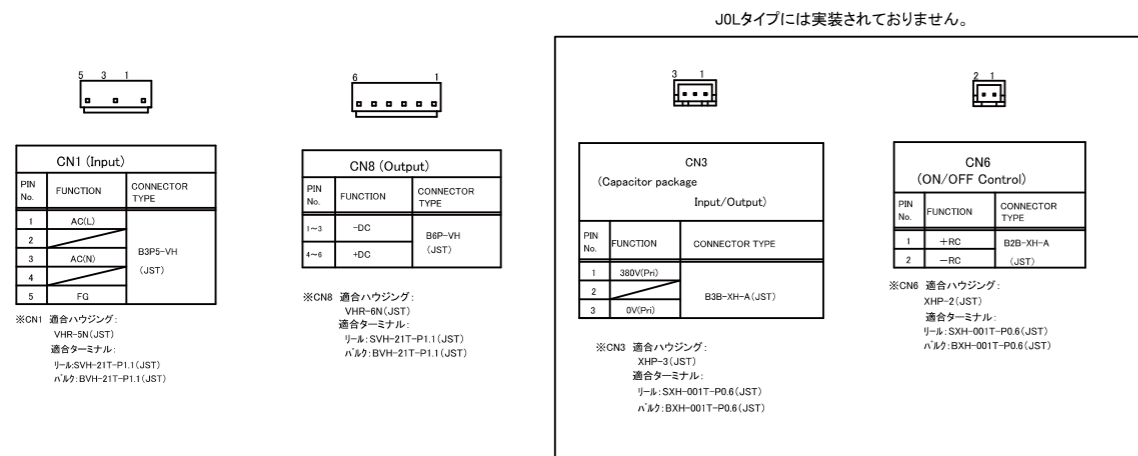 J0Lタイプには実装されておりません。
5 3 1
CN1 (Input)
PIN No. FUNCTION CONNECTOR TYPE
1 AC(L)
2
3 AC(N)
4
5 FG
B3P5-VH
(JST)
※CN1 適合ハウジング:
VHR-5N(JST)
適合ターミナル:
リール:SVH-21T-P1.1(JST)
バルク:BVH-21T-P1.1(JST)
6 1
CN8 (Output)
PIN No. FUNCTION CONNECTOR TYPE
1~3 -DC
4~6 +DC
B6P-VH
(JST)
※CN8 適合ハウジング:
VHR-6N(JST)
適合ターミナル:
リール:SVH-21T-P1.1(JST)
バルク:BVH-21T-P1.1(JST)
3 1
CN3
(Capacitor package
Input/Output)
PIN No. FUNCTION CONNECTOR TYPE
1 380V(Pri)
2
3 0V(Pri)
B3B-XH-A(JST)
※CN3 適合ハウジング:
XHP-3(JST)
適合ターミナル:
リール:SXH-001T-P0.6(JST)
バルク:BXH-001T-P0.6(JST)
2 1
CN6
(ON/OFF Control)
PIN No. FUNCTION CONNECTOR TYPE
1 +RC
2 -RC
B2B-XH-A
(JST)
※CN6 適合ハウジング:
XHP-2(JST)
適合ターミナル:
リール:SXH-001T-P0.6(JST)
バルク:BXH-001T-P0.6(JST)